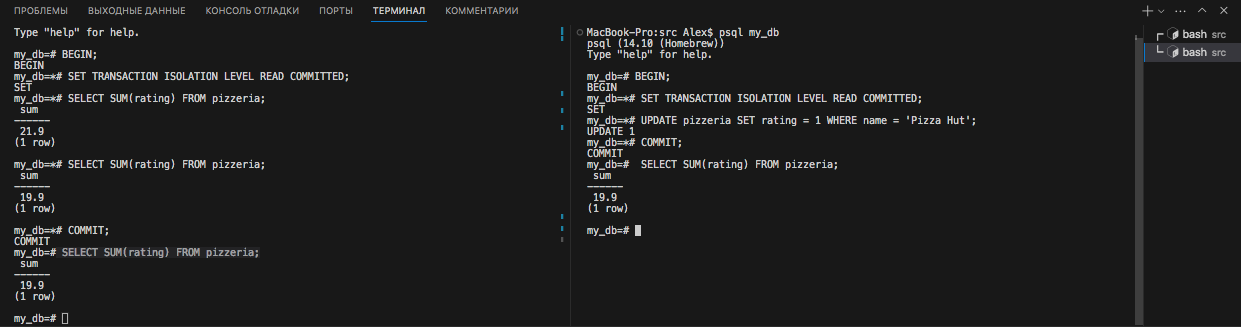 ПРОБЛЕМЫ ВЫХОДНЫЕ ДАННЫЕ КОНСОЛЬ ОТЛАДКИ ПОРТЫ ТЕРМИНАЛ КОММЕНТАРИИ
Type "help" for help.
my_db=# BEGIN;
BEGIN
my_db=*# SET TRANSACTION ISOLATION LEVEL READ COMMITTED;
SET
my_db=*# SELECT SUM(rating) FROM pizzeria;
sum
------
21.9
(1 row)
my_db=*# SELECT SUM(rating) FROM pizzeria;
sum
------
19.9
(1 row)
my_db=*# COMMIT;
COMMIT
my_db=# SELECT SUM(rating) FROM pizzeria;
sum
------
19.9
(1 row)
my_db=#
MacBook-Pro:src Alex$ psql my_db
psql (14.10 (Homebrew))
Type "help" for help.
my_db=# BEGIN;
BEGIN
my_db=*# SET TRANSACTION ISOLATION LEVEL READ COMMITTED;
SET
my_db=*# UPDATE pizzeria SET rating = 1 WHERE name = 'Pizza Hut';
UPDATE 1
my_db=*# COMMIT;
COMMIT
my_db=#  SELECT SUM(rating) FROM pizzeria;
sum
------
19.9
(1 row)
my_db=#
bash src
bash src